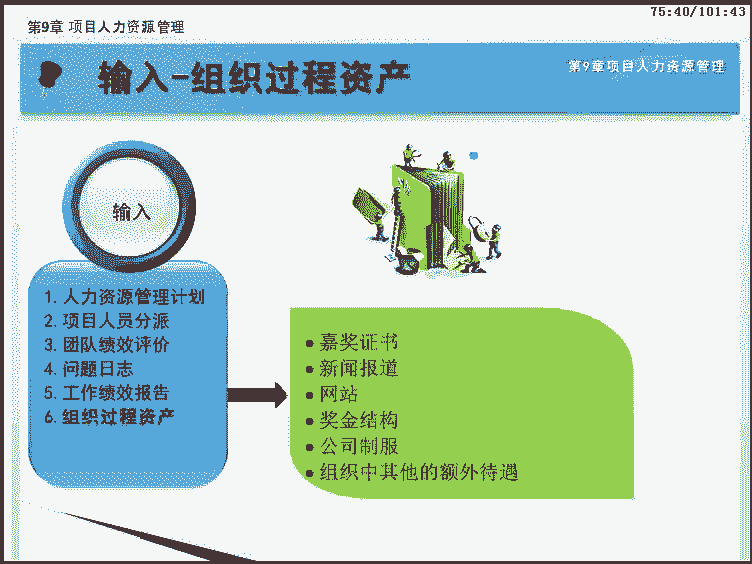 75:40/101:43
第9章 项目人力资源管理
输入-组织过程资产
第9章项目人力资源管理
输入
1.人力资源管理计划
2.项目人员分派
3.团队绩效评价
4.问题日志
5.工作绩效报告
6.组织过程资产
●嘉奖证书
●新闻报道
●网站
●奖金结构
●公司制服
●组织中其他的额外待遇